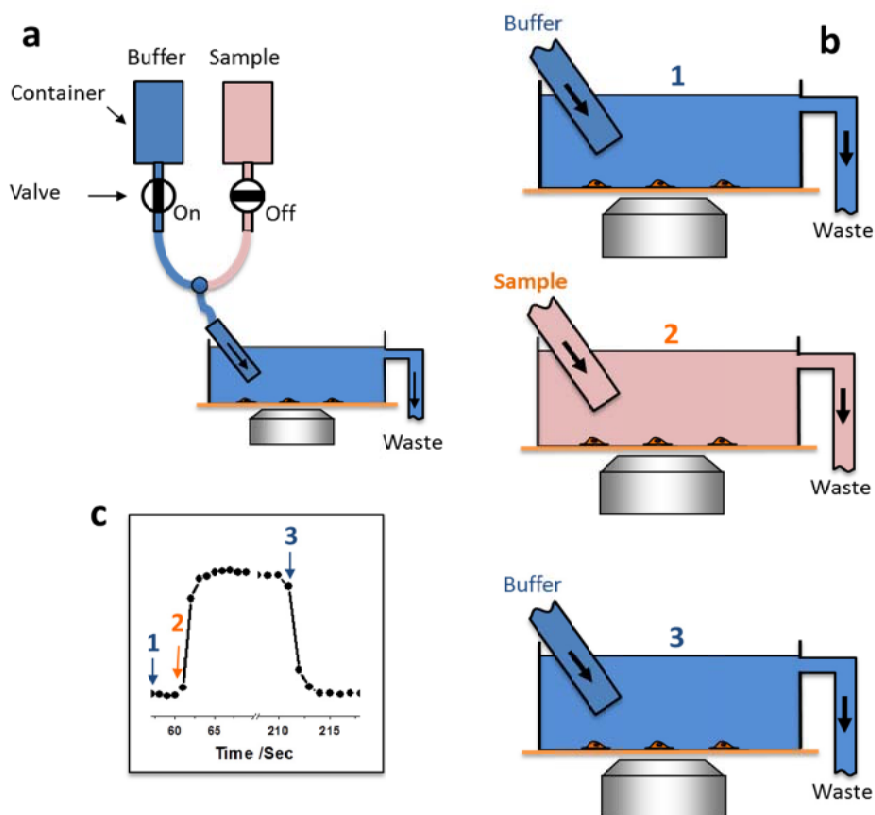 a
Buffer Sample
Container
Valve
On
Off
Waste
b
Buffer
1
Waste
Sample
2
Waste
Buffer
3
Waste
c
3
2
1
60 65 210 215
Time /Sec